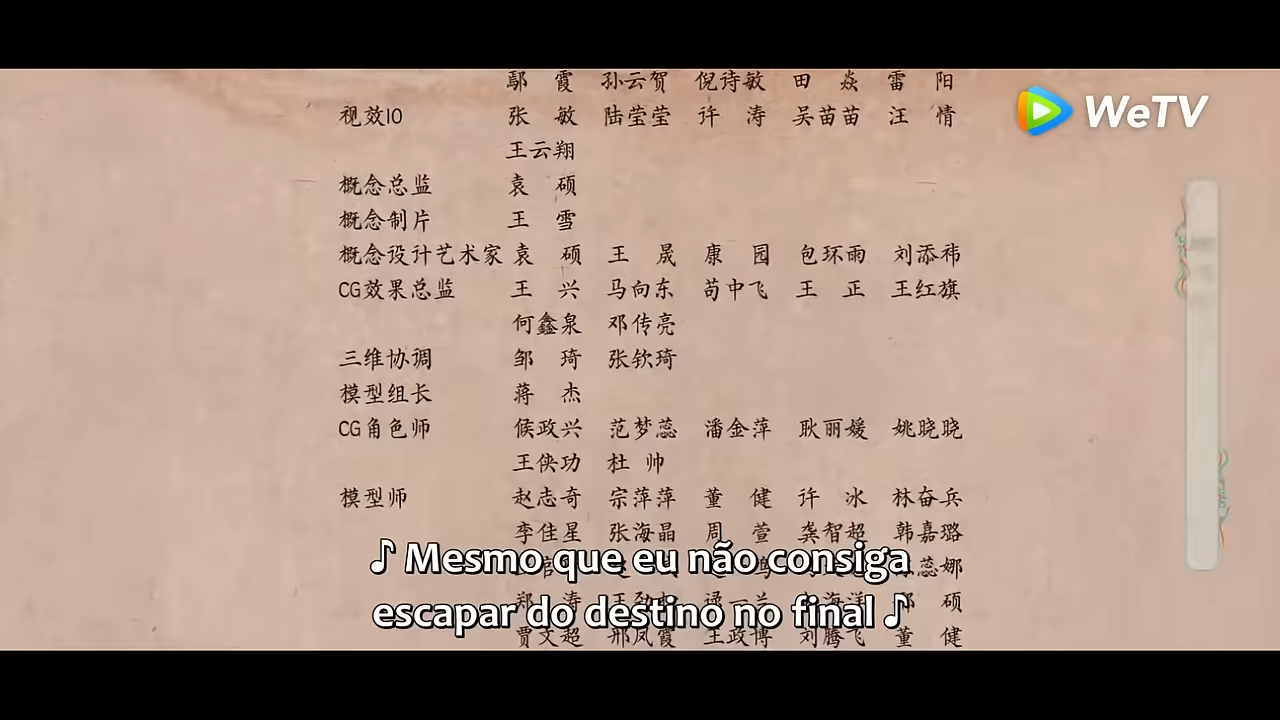 鄢 霞 孙云贺 倪诗敏 田 焱 雷 阳
WeTV
视效IO 张 敏 陆莹莹 许 涛 吴苗苗 汪 情
王云翔
概念总监 袁 硕
概念制片 王 雪
概念设计艺术家 袁 硕 王 晟 康 园 包环雨 刘添祎
CG效果总监 王 兴 马向东 苟中飞 王 正 王红旗
何鑫泉 邓传亮
三维协调 邹 琦 张钦琦
模型组长 蒋 杰
CG角色师 候政兴 范梦蕊 潘金萍 耿丽媛 姚晓晓
王侠功 杜 帅
模型师 赵志奇 宗萍萍 董 健 许 冰 林奋兵
李佳星 张海晶 周 萱 龚智超 韩嘉璐
♪ Mesmo que eu não consiga
蕊娜
escapar do destino no final ♪
郑 涛 硕
贾文超 邢凤霞 王政博 刘腾飞 董 健